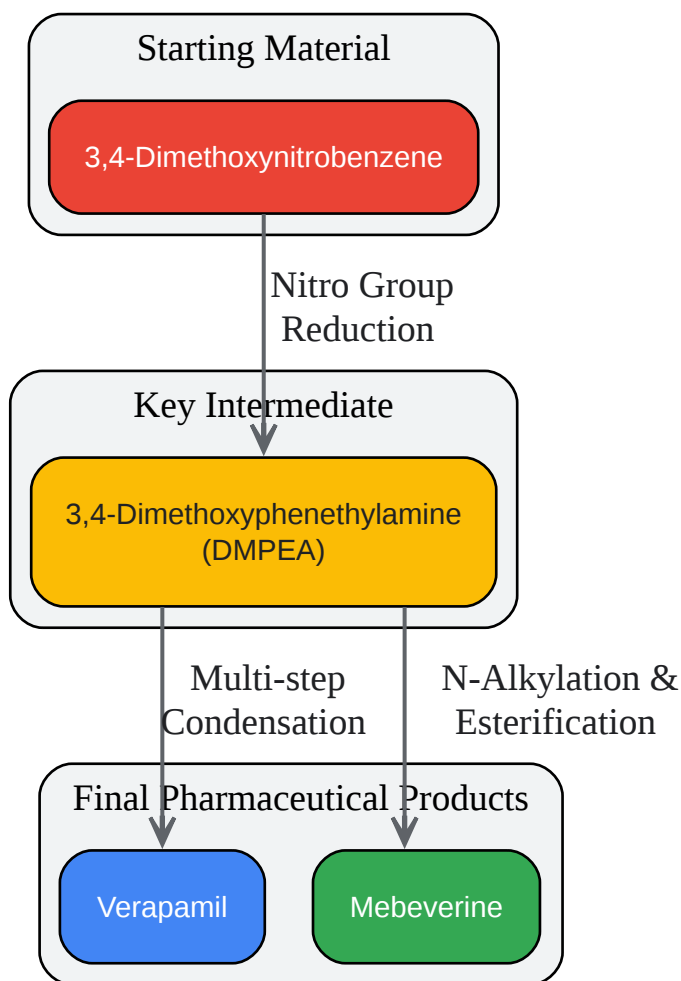 Starting Material
3,4-Dimethoxynitrobenzene
Nitro Group
Reduction
Key Intermediate
3,4-Dimethoxyphenethylamine
(DMPEA)
Multi-step
Condensation
N-Alkylation &
Esterification
Final Pharmaceutical Products
Verapamil
Mebeverine